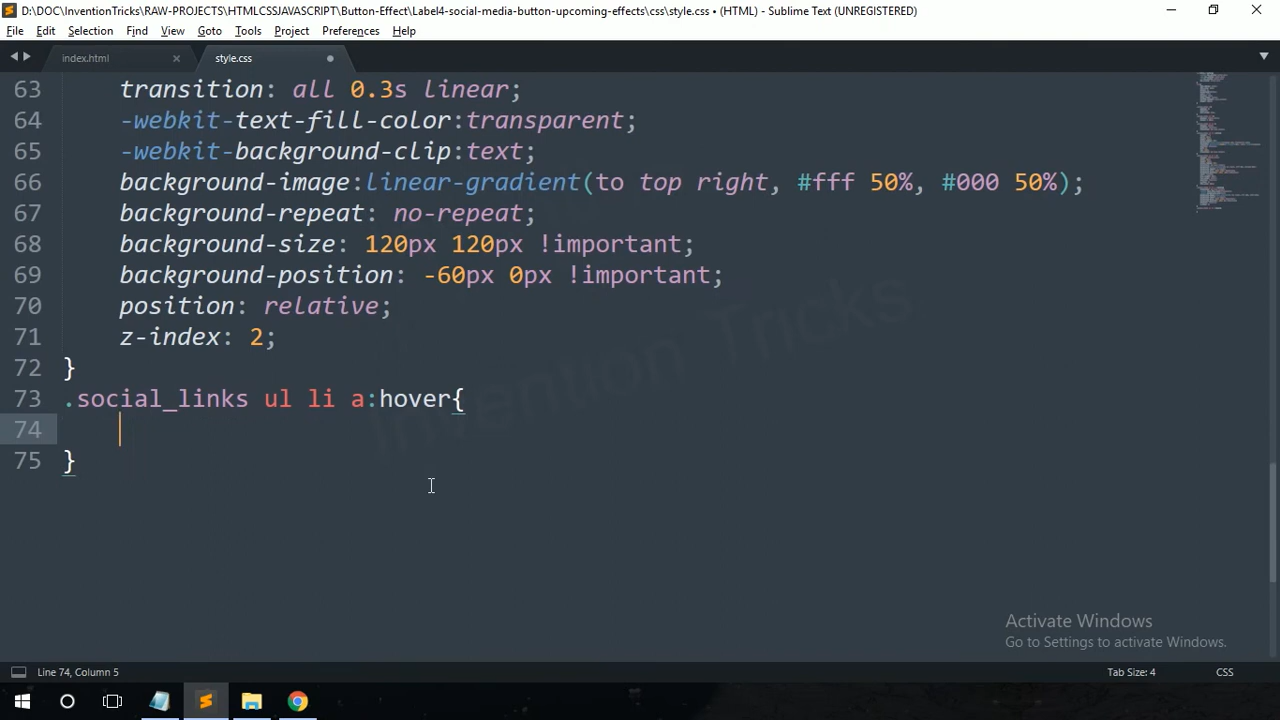 D:\DOC\InventionTricks\RAW-PROJECTS\HTMLCSSJAVASCRIPT\Button-Effect\Label4-social-media-button-upcoming-effects\css\style.css • (HTML) - Sublime Text (UNREGISTERED)
File Edit Selection Find View Goto Tools Project Preferences Help
index.html style.css
63 transition: all 0.3s linear;
64 -webkit-text-fill-color:transparent;
65 -webkit-background-clip:text;
66 background-image:linear-gradient(to top right, #fff 50%, #000 50%);
67 background-repeat: no-repeat;
68 background-size: 120px 120px !important;
69 background-position: -60px 0px !important;
70 position: relative;
71 z-index: 2;
72 }
73 .social_links ul li a:hover{
74
75 }
Invention Tricks
Activate Windows
Go to Settings to activate Windows.
Line 74, Column 5 Tab Size: 4 CSS